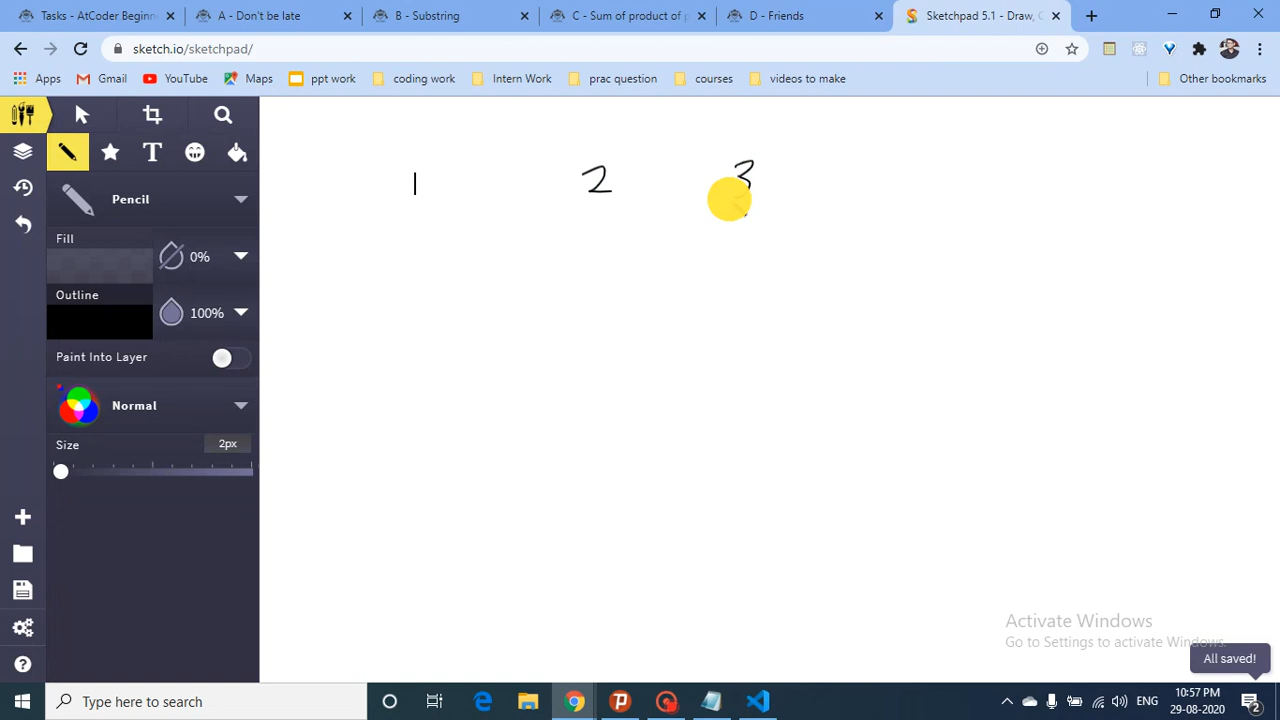 Tasks - AtCoder Beginn
A - Don't be late
B - Substring
C - Sum of product of p
D - Friends
Sketchpad 5.1 - Draw, C
sketch.io/sketchpad/
Apps
Gmail
YouTube
Maps
ppt work
coding work
Intern Work
prac question
courses
videos to make
Other bookmarks
1 2 3
Pencil
Fill
0%
Outline
100%
Paint Into Layer
Normal
Size
2px
Activate Windows
Go to Settings to activate Windows.
All saved!
Type here to search
ENG
10:57 PM
29-08-2020
2